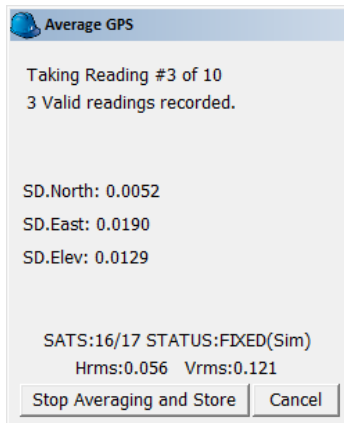 Average GPS
Taking Reading #3 of 10
3 Valid readings recorded.
SD.North: 0.0052
SD.East: 0.0190
SD.Elev: 0.0129
SATS:16/17 STATUS:FIXED(Sim)
Hrms:0.056 Vrms:0.121
Stop Averaging and Store Cancel